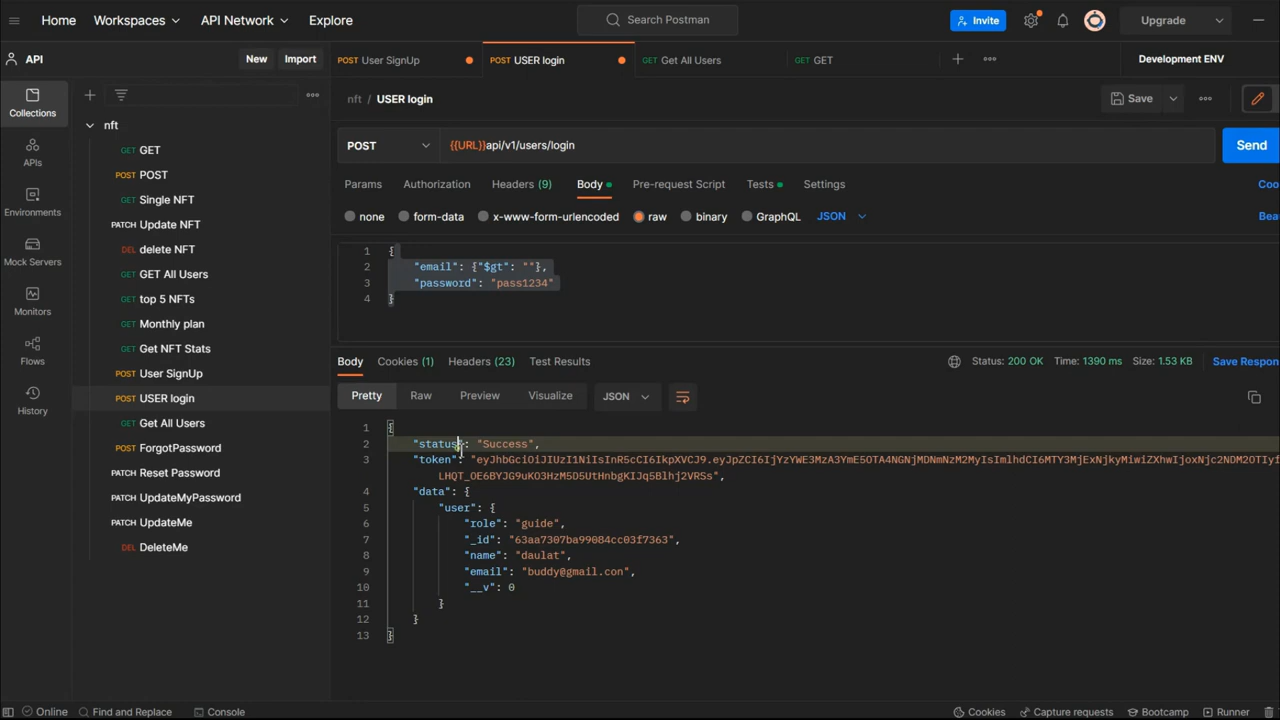 Home Workspaces API Network Explore Search Postman Invite Upgrade
API New Import POST User SignUp POST USER login GET Get All Users GET GET Development ENV
Collections
APIs
Environments
Mock Servers
Monitors
Flows
History
nft
GET GET
POST POST
GET Single NFT
PATCH Update NFT
DEL delete NFT
GET GET All Users
GET top 5 NFTs
GET Monthly plan
GET Get NFT Stats
POST User SignUp
POST USER login
GET Get All Users
POST ForgotPassword
PATCH Reset Password
PATCH UpdateMyPassword
PATCH UpdateMe
PATCH DeleteMe
nft / USER login Save
POST {{URL}}api/v1/users/login Send
Params Authorization Headers (9) Body Pre-request Script Tests Settings Coo
none form-data x-www-form-urlencoded raw binary GraphQL JSON Bea
1 {
2 "email": {"$gt": ""},
3 "password": "pass1234"
4 }
Body Cookies (1) Headers (23) Test Results Status: 200 OK Time: 1390 ms Size: 1.53 KB Save Respon
Pretty Raw Preview Visualize JSON
1 {
2 "status": "Success",
3 "token":
4 "data": {
5 "user": {
6 "role": "guide",
7 "_id": "63aa7307ba99084cc03f7363",
8 "name": "daulat",
9 "email": "buddy@gmail.con",
10 "__v": 0
11 }
12 }
13 }
Online Find and Replace Console Cookies Capture requests Bootcamp Runner Trash